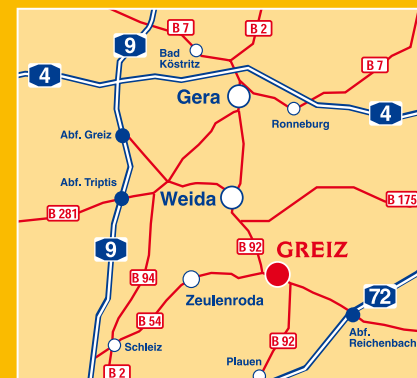 B 7
B 2
9
Bad
Köstritz
B 7
4
Gera
4
Ronneburg
Abf. Greiz
Abf. Triptis
Weida
B 175
B 281
9
B 92
GREIZ
B 94
72
Zeulenroda
B 54
B 92
Abf.
Reichenbach
Schleiz
Plauen
B 2